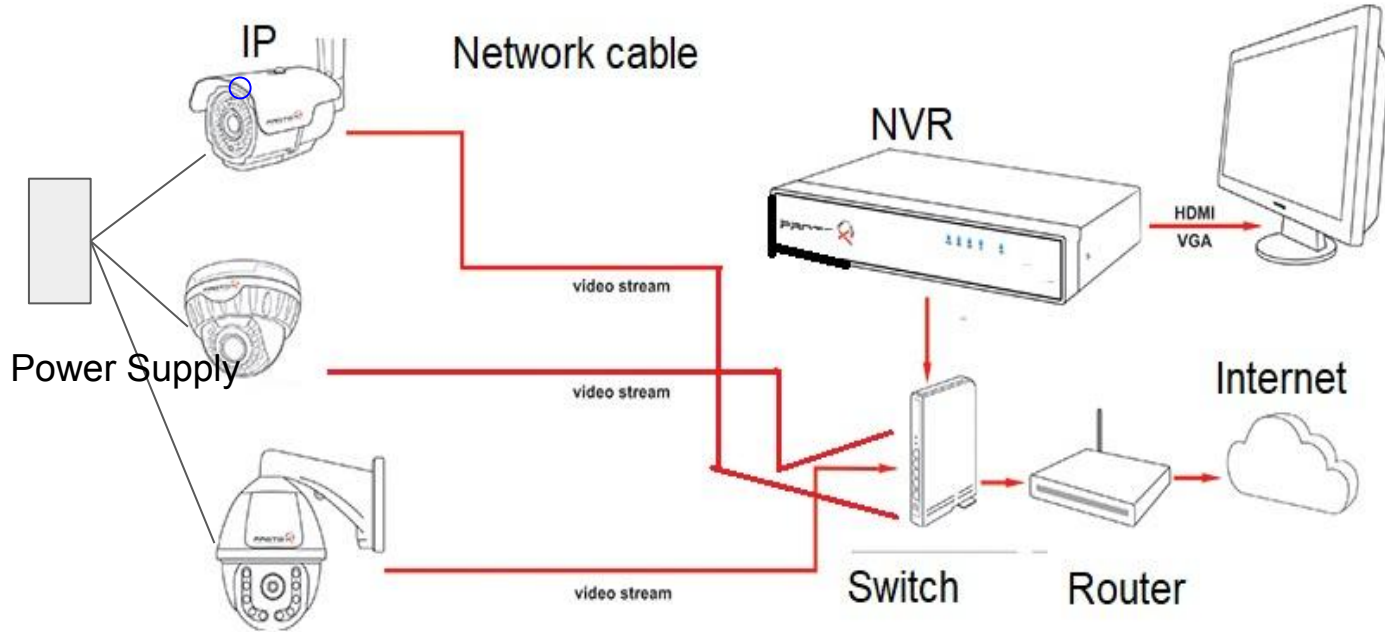 IP
Network cable
NVR
HDMI
VGA
video stream
Power Supply
video stream
Internet
video stream
Switch
Router